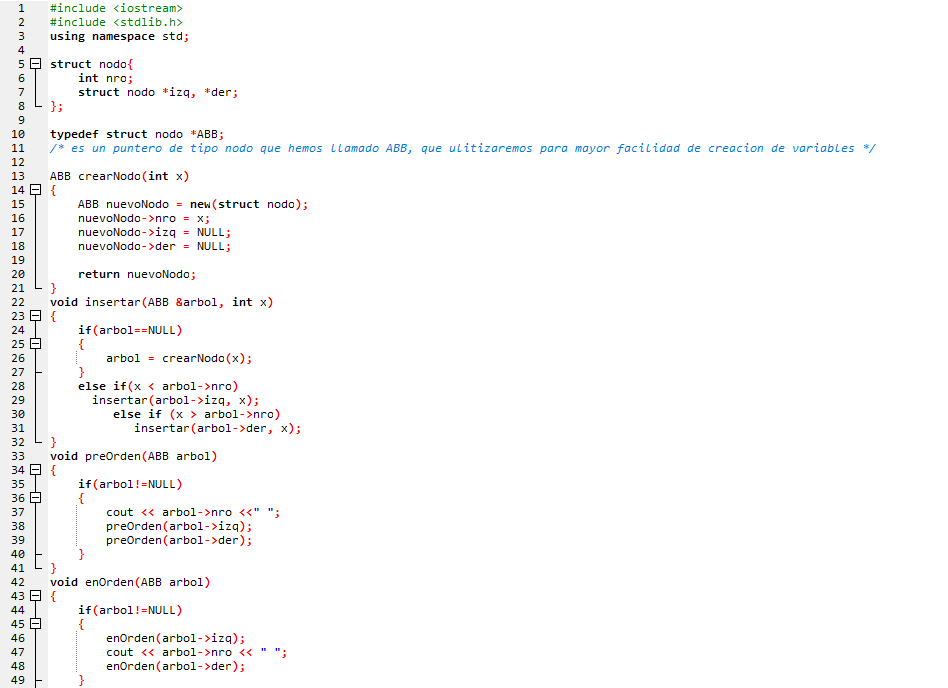 1 #include <iostream>
2 #include <stdlib.h>
3 using namespace std;
4
5 struct nodo{
6 int nro;
7 struct nodo *izq, *der;
8 };
9
10 typedef struct nodo *ABB;
11 /* es un puntero de tipo nodo que hemos llamado ABB, que ulitizaremos para mayor facilidad de creacion de variables */
12
13 ABB crearNodo(int x)
14 {
15 ABB nuevoNodo = new(struct nodo);
16 nuevoNodo->nro = x;
17 nuevoNodo->izq = NULL;
18 nuevoNodo->der = NULL;
19
20 return nuevoNodo;
21 }
22 void insertar(ABB &arbol, int x)
23 {
24 if(arbol==NULL)
25 {
26 arbol = crearNodo(x);
27 }
28 else if(x < arbol->nro)
29 insertar(arbol->izq, x);
30 else if (x > arbol->nro)
31 insertar(arbol->der, x);
32 }
33 void preOrden(ABB arbol)
34 {
35 if(arbol!=NULL)
36 {
37 cout << arbol->nro <<" ";
38 preOrden(arbol->izq);
39 preOrden(arbol->der);
40 }
41 }
42 void enOrden(ABB arbol)
43 {
44 if(arbol!=NULL)
45 {
46 enOrden(arbol->izq);
47 cout << arbol->nro << " ";
48 enOrden(arbol->der);
49 }